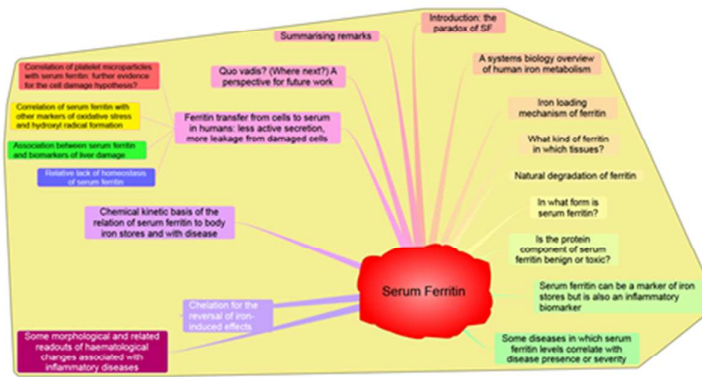 Introduction: the
paradox of SF
A systems biology overview
of human iron metabolism
Iron loading
mechanism of ferritin
What kind of ferritin
in which tissues?
Natural degradation of ferritin
In what form is
serum ferritin?
Is the protein
component of serum
ferritin benign or toxic?
Serum ferritin can be a marker of iron
stores but is also an inflammatory
biomarker
Some diseases in which serum
ferritin levels correlate with
disease presence or severity
Serum Ferritin
Some morphological and related
readouts of haematological
changes associated with
inflammatory diseases
Chelation for the
reversal of iron-
induced effects
Chemical kinetic basis of the
relation of serum ferritin to body
iron stores and with disease
Ferritin transfer from cells to serum
in humans: less active secretion,
more leakage from damaged cells
Correlation of platelet microparticles
with serum ferritin: further evidence
for the cell damage hypothesis?
Correlation of serum ferritin with
other markers of oxidative stress
and hydroxyl radical formation
Association between serum ferritin
and biomarkers of liver damage
Relative lack of homeostasis
of serum ferritin
Quo vadis? (Where next?) A
perspective for future work
Summarising remarks